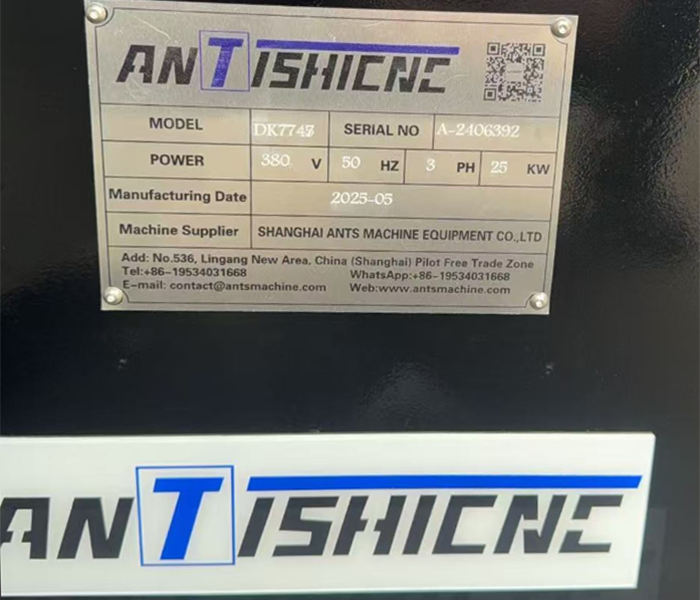 ANTISHICNC
MODEL DK7745 SERIAL NO A-2406392
POWER 380 V 50 HZ 3 PH 25 KW
Manufacturing Date 2025-05
Machine Supplier SHANGHAI ANTS MACHINE EQUIPMENT CO.,LTD
Add: No.536, Lingang New Area, China (Shanghai) Pilot Free Trade Zone
Tel:+86-19534031668 WhatsApp:+86-19534031668
E-mail: contact@antsmachine.com Web:www.antsmachine.com
ANTISHICNC